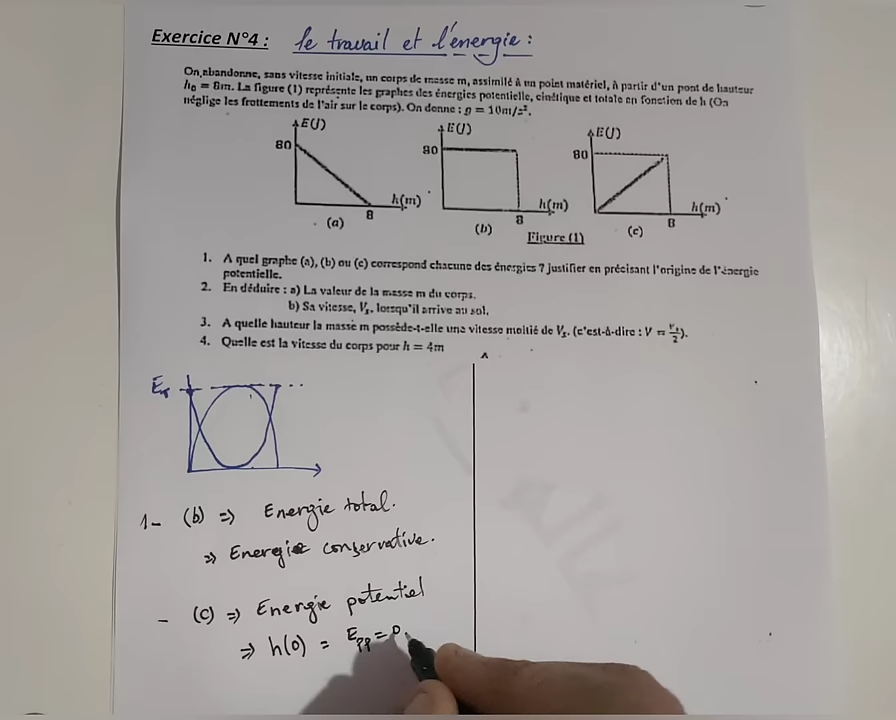 Exercice N°4 : le travail et l'énergie :
On abandonne, sans vitesse initiale, un corps de masse m, assimilé à un point matériel, à partir d'un pont de hauteur
h₀ = 8m. La figure (1) représente les graphes des énergies potentielle, cinétique et totale en fonction de h (On
néglige les frottements de l'air sur le corps). On donne : g = 10m/s².
E(J) E(J) E(J)
80 80 80
h(m) h(m) h(m)
8 8 8
(a) (b) (c)
Figure (1)
1. A quel graphe (a), (b) ou (c) correspond chacune des énergies ? Justifier en précisant l'origine de l'énergie
potentielle.
2. En déduire : a) La valeur de la masse m du corps.
b) Sa vitesse, Vₛ, lorsqu'il arrive au sol.
3. A quelle hauteur la masse m possède-t-elle une vitesse moitié de Vₛ. (c'est-à-dire : V = Vₛ/2).
4. Quelle est la vitesse du corps pour h = 4m
1- (b) => Energie total.
=> Energie conservative.
- (c) => Energie potentiel
=> h(0) = Epp = 0.